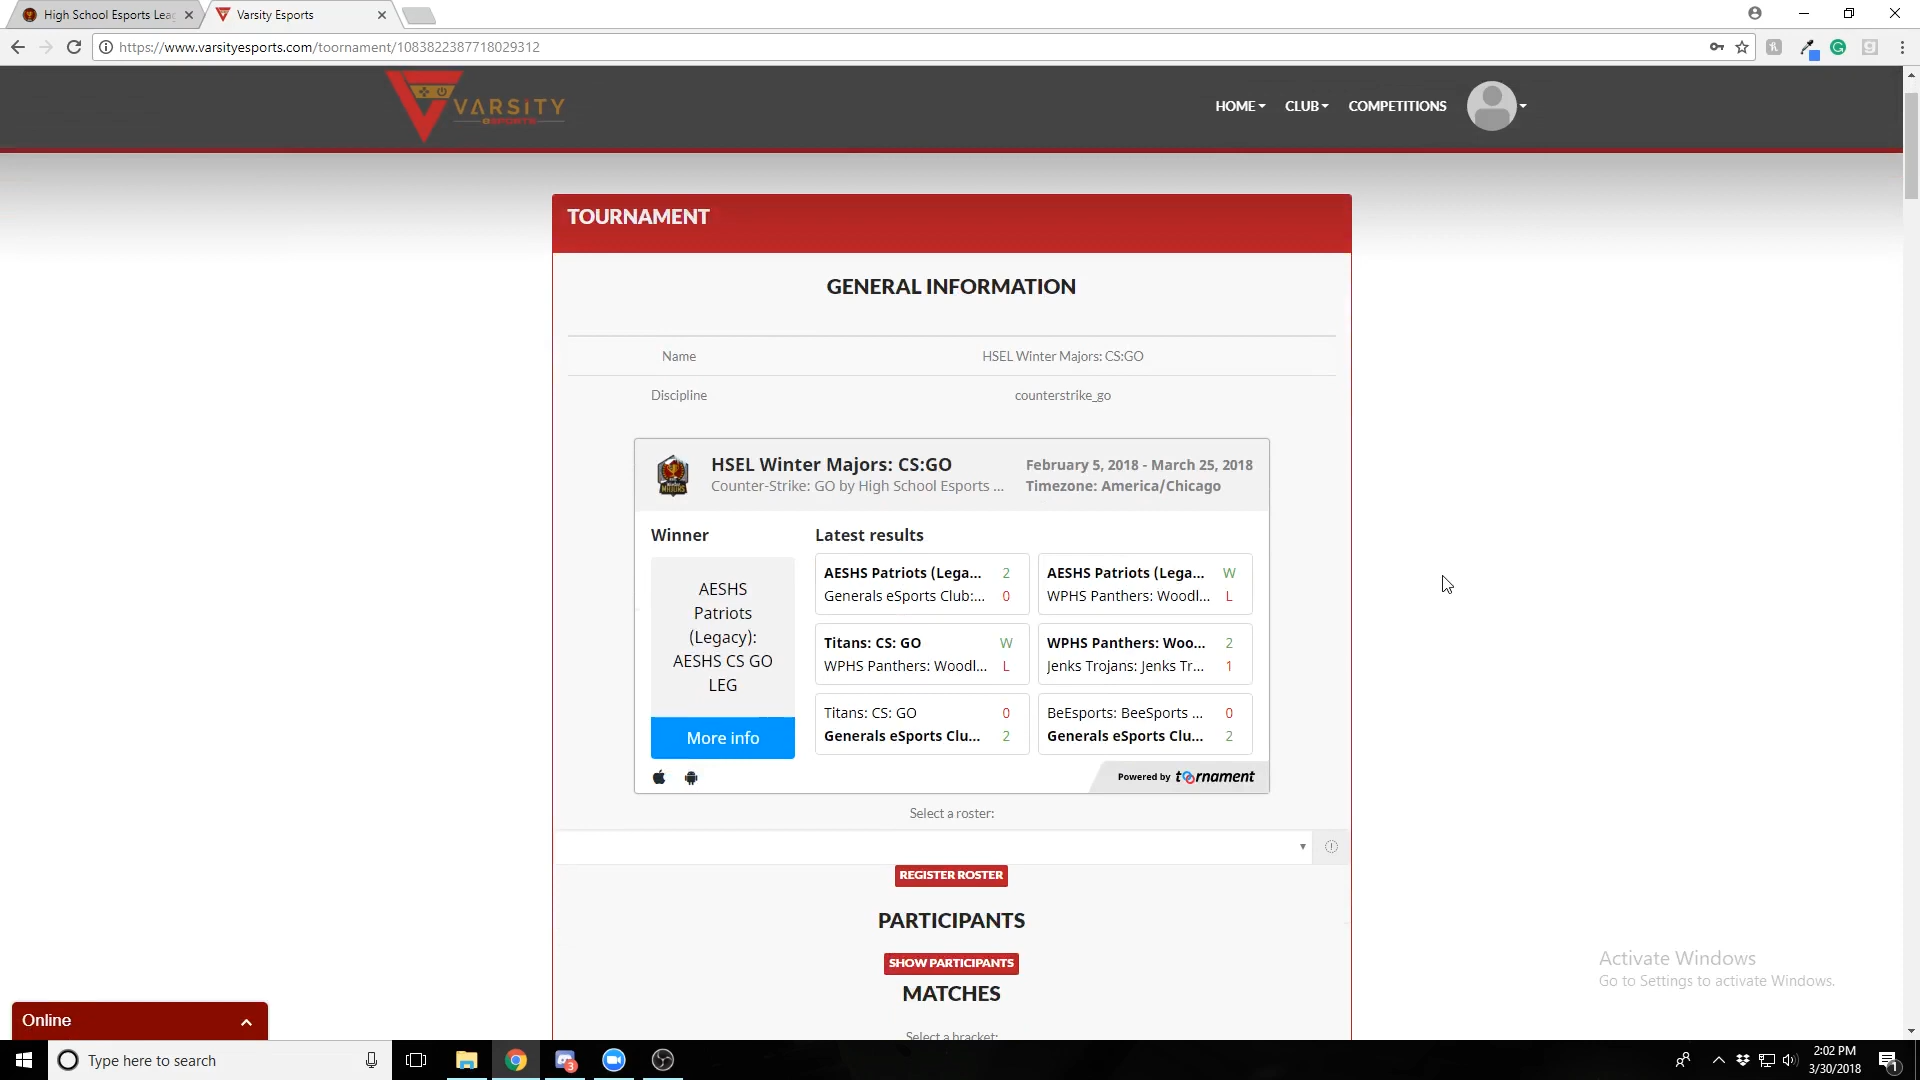 High School Esports Leag
Varsity Esports
https://www.varsityesports.com/toornament/1083822387718029312
VARSITY
ESPORTS
HOME
CLUB
COMPETITIONS
TOURNAMENT
GENERAL INFORMATION
Name
HSEL Winter Majors: CS:GO
Discipline
counterstrike_go
HSEL Winter Majors: CS:GO
February 5, 2018 - March 25, 2018
Counter-Strike: GO by High School Esports ...
Timezone: America/Chicago
Winner
Latest results
AESHS
Patriots
(Legacy):
AESHS CS GO
LEG
More info
AESHS Patriots (Lega... 2
Generals eSports Club:... 0
AESHS Patriots (Lega... W
WPHS Panthers: Woodl... L
Titans: CS: GO W
WPHS Panthers: Woodl... L
WPHS Panthers: Woo... 2
Jenks Trojans: Jenks Tr... 1
Titans: CS: GO 0
Generals eSports Clu... 2
BeEsports: BeeSports ... 0
Generals eSports Clu... 2
Powered by toornament
Select a roster:
REGISTER ROSTER
PARTICIPANTS
SHOW PARTICIPANTS
MATCHES
Select a bracket:
Activate Windows
Go to Settings to activate Windows.
Online
Type here to search
3
2:02 PM
3/30/2018
1